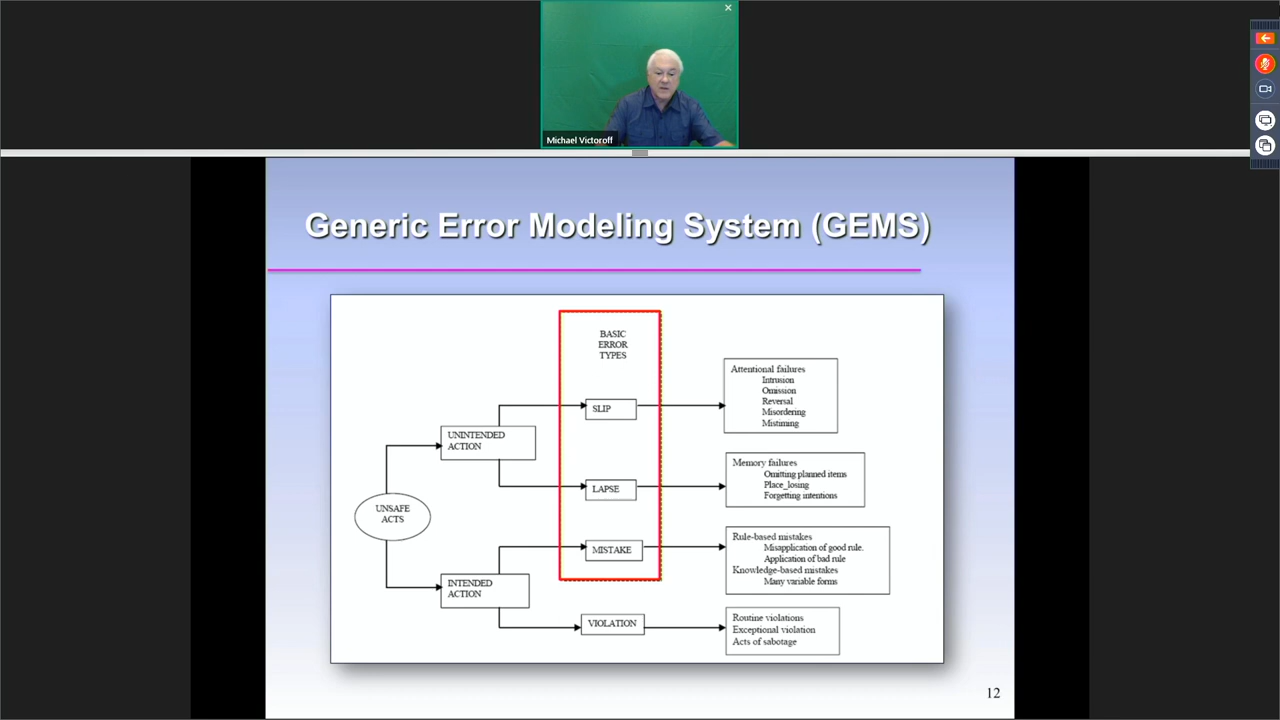 Michael Victoroff
Generic Error Modeling System (GEMS)
BASIC
ERROR
TYPES
UNSAFE
ACTS
UNINTENDED
ACTION
INTENDED
ACTION
SLIP
LAPSE
MISTAKE
VIOLATION
Attentional failures
Intrusion
Omission
Reversal
Misordering
Mistiming
Memory failures
Omitting planned items
Place_losing
Forgetting intentions
Rule-based mistakes
Misapplication of good rule.
Application of bad rule
Knowledge-based mistakes
Many variable forms
Routine violations
Exceptional violation
Acts of sabotage
12